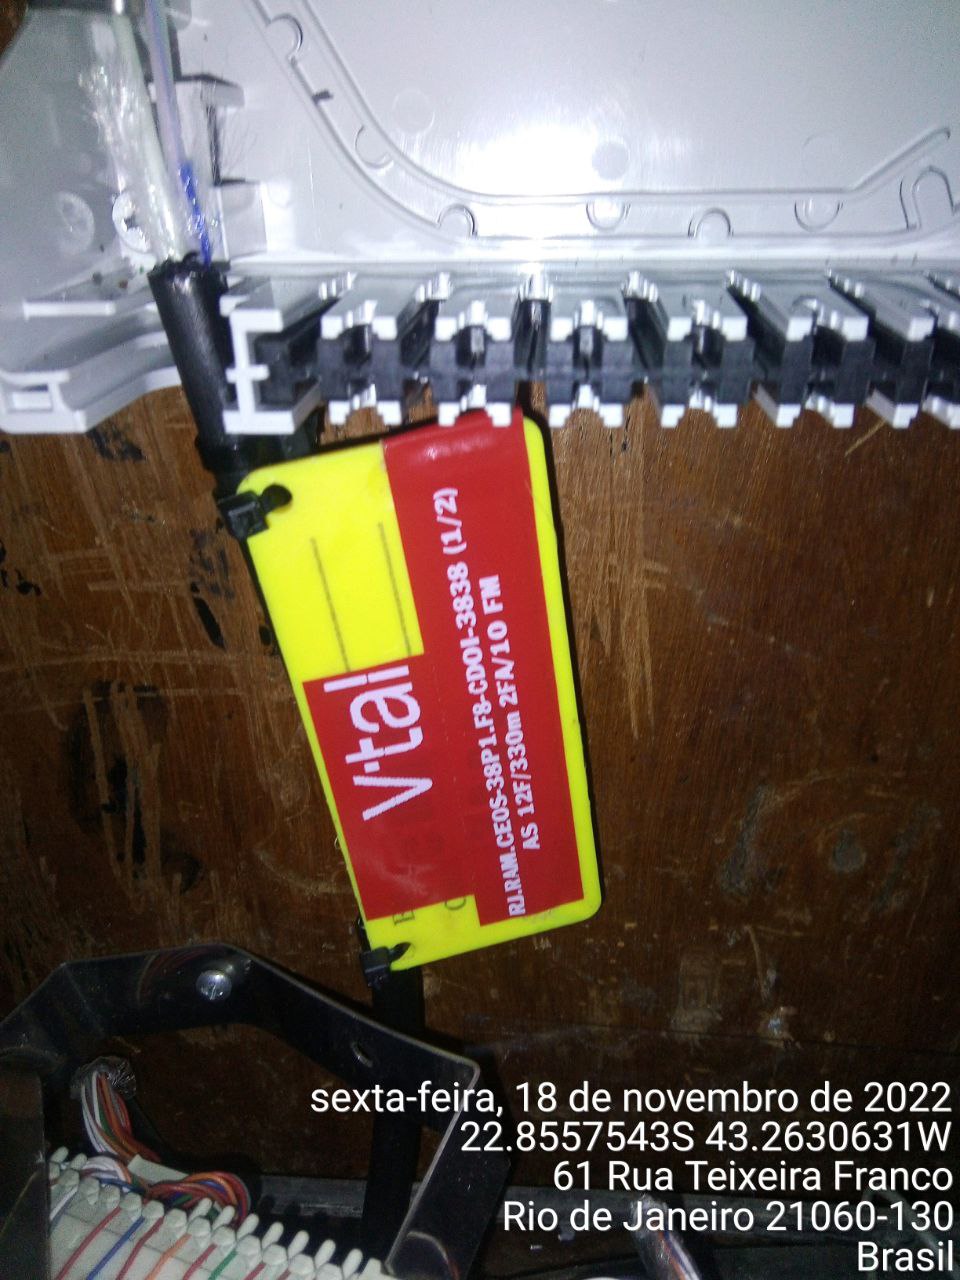 v.tal
RJ.RAM.CEOS-38P1.F8-CDOI-3838 (1/2)
AS 12F/330m 2FA/10 FM
sexta-feira, 18 de novembro de 2022
22.8557543S 43.2630631W
61 Rua Teixeira Franco
Rio de Janeiro 21060-130
Brasil